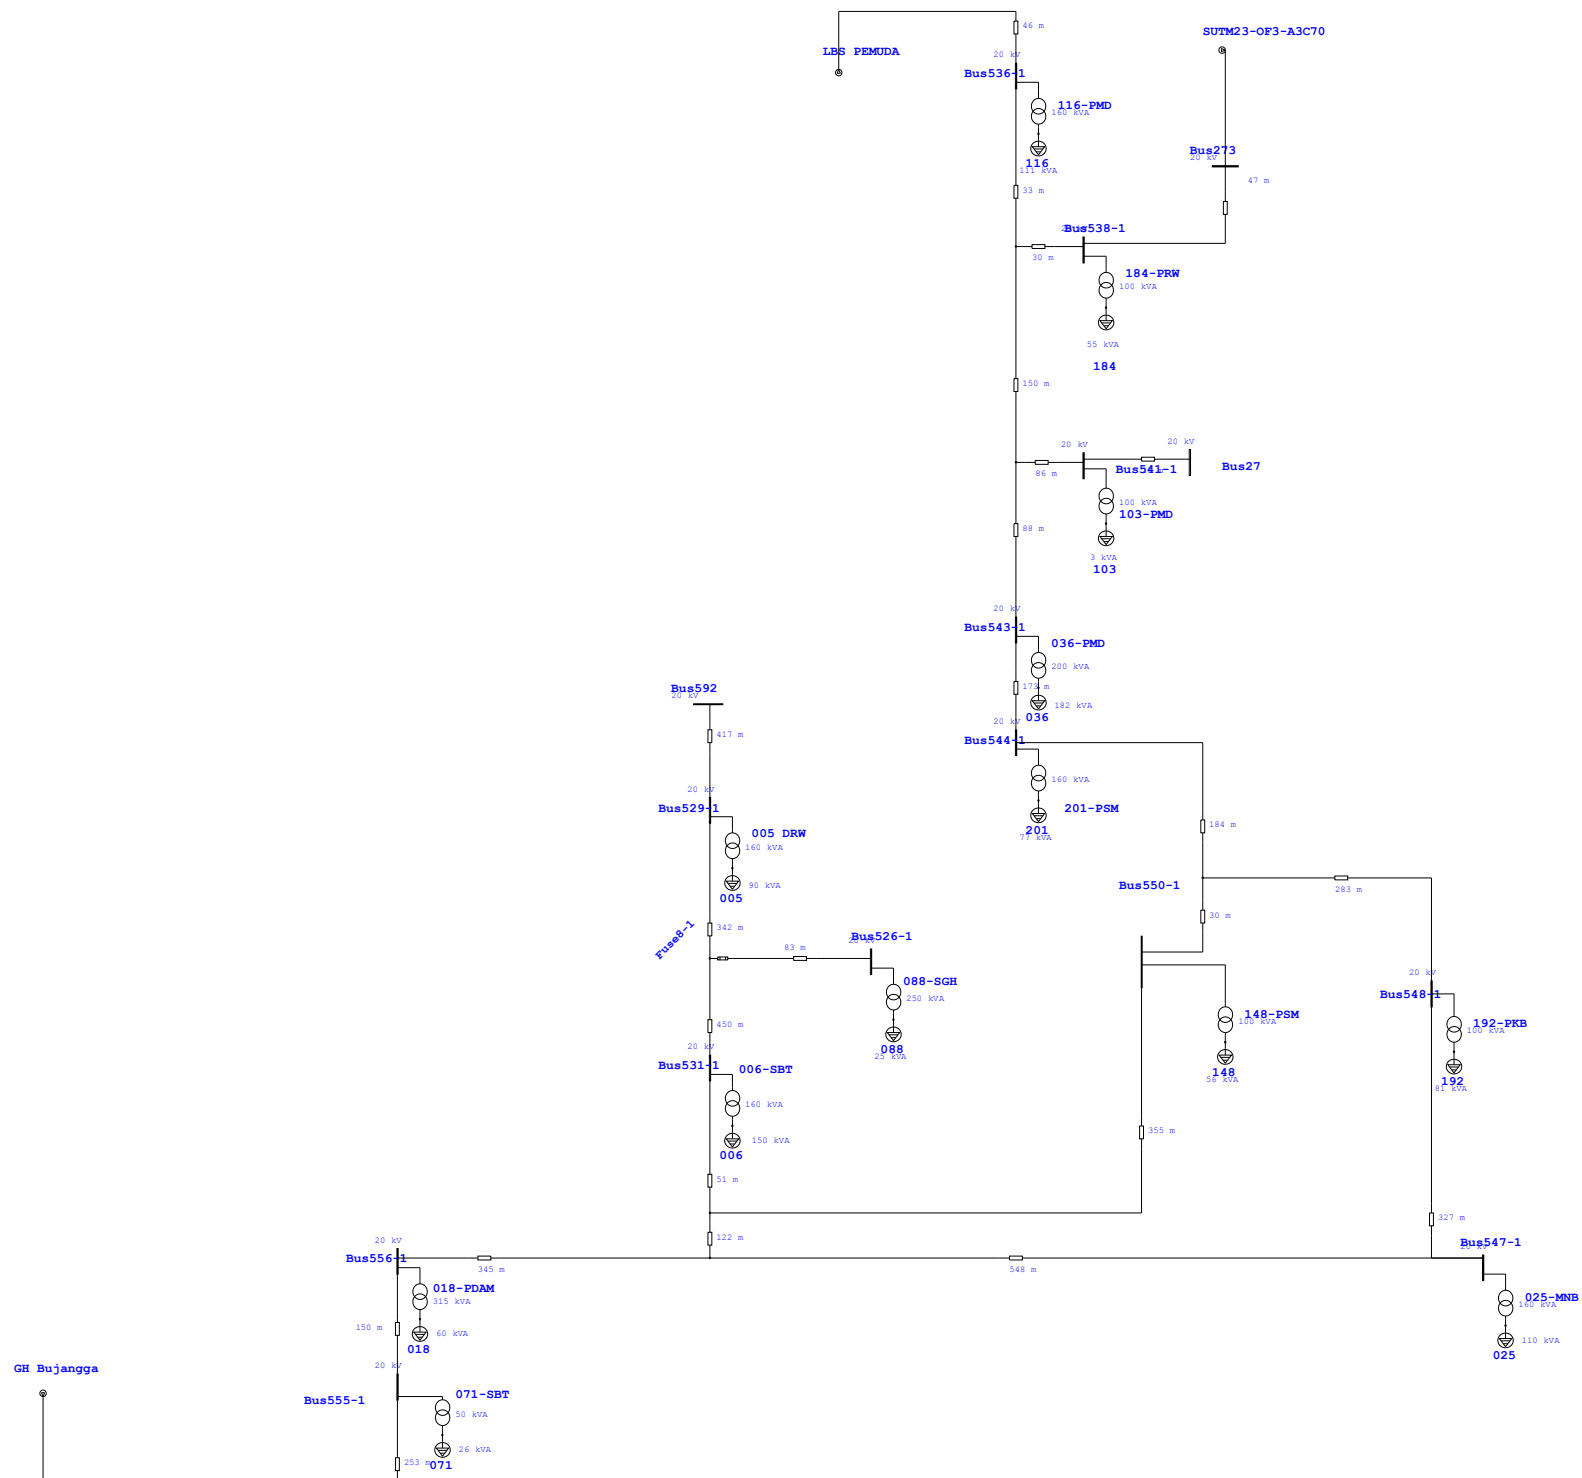 46 m
SUTM23-OF3-A3C70
LBS PEMUDA
20 kV
Bus536-1
116-PMD
160 kVA
116
111 kVA
33 m
Bus273
20 kV
47 m
Bus538-1
30 m
184-PRW
100 kVA
55 kVA
184
150 m
20 kV
20 kV
Bus541-1
Bus27
86 m
100 kVA
103-PMD
88 m
3 kVA
103
20 kV
Bus543-1
036-PMD
200 kVA
173 m
182 kVA
036
Bus592
20 kV
417 m
20 kV
Bus544-1
160 kVA
201-PSM
201
77 kVA
20 kV
Bus529-1
005 DRW
160 kVA
90 kVA
005
184 m
Bus550-1
283 m
30 m
Fuse8-1
342 m
83 m
Bus526-1
20 kV
088-SGH
250 kVA
088
25 kVA
450 m
20 kV
Bus531-1
006-SBT
160 kVA
150 kVA
006
51 m
148-PSM
100 kVA
148
56 kVA
355 m
20 kV
Bus548-1
192-PKB
100 kVA
192
81 kVA
327 m
Bus547-1
20 kV
122 m
20 kV
Bus556-1
345 m
548 m
018-PDAM
315 kVA
60 kVA
018
025-MNB
160 kVA
110 kVA
025
150 m
20 kV
GH Bujangga
Bus555-1
071-SBT
50 kVA
26 kVA
071
253 m